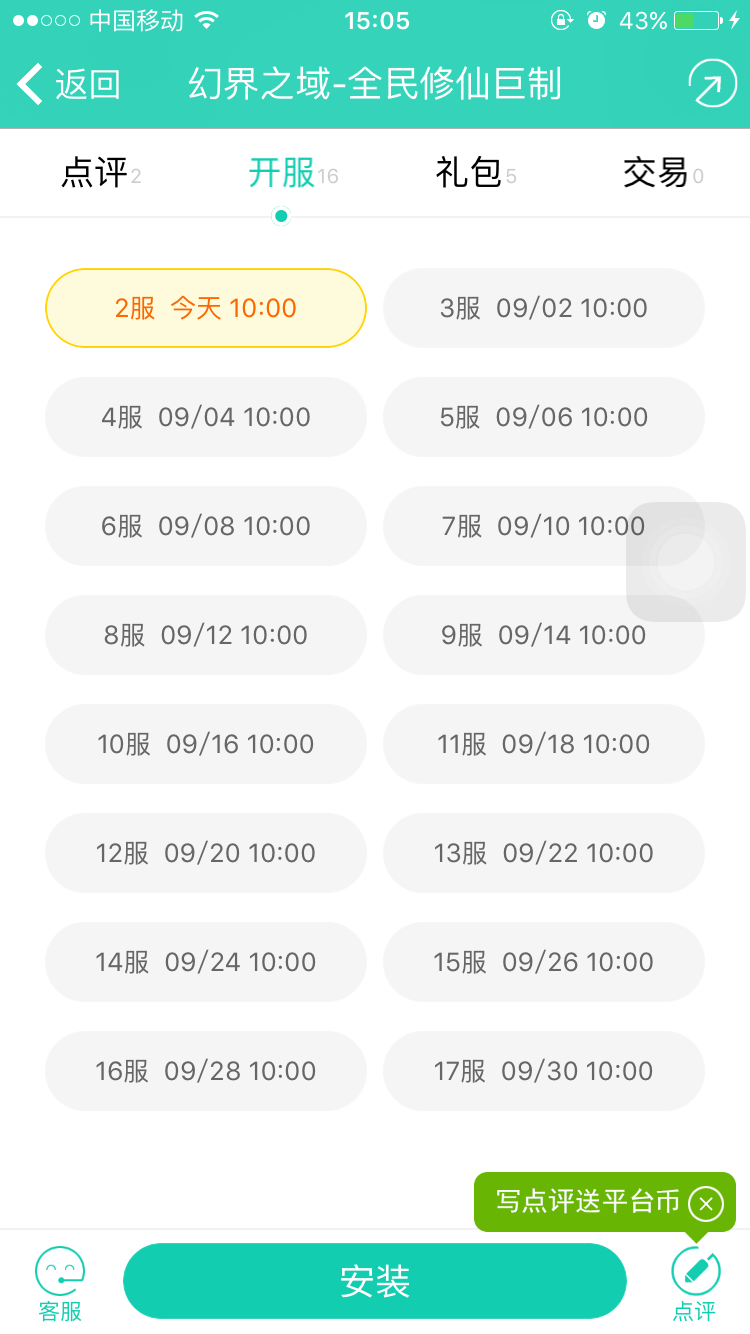 中国移动 15:05 43%
返回 幻界之域-全民修仙巨制
点评2 开服16 礼包5 交易0
2服 今天 10:00 3服 09/02 10:00
4服 09/04 10:00 5服 09/06 10:00
6服 09/08 10:00 7服 09/10 10:00
8服 09/12 10:00 9服 09/14 10:00
10服 09/16 10:00 11服 09/18 10:00
12服 09/20 10:00 13服 09/22 10:00
14服 09/24 10:00 15服 09/26 10:00
16服 09/28 10:00 17服 09/30 10:00
写点评送平台币
安装
客服 点评